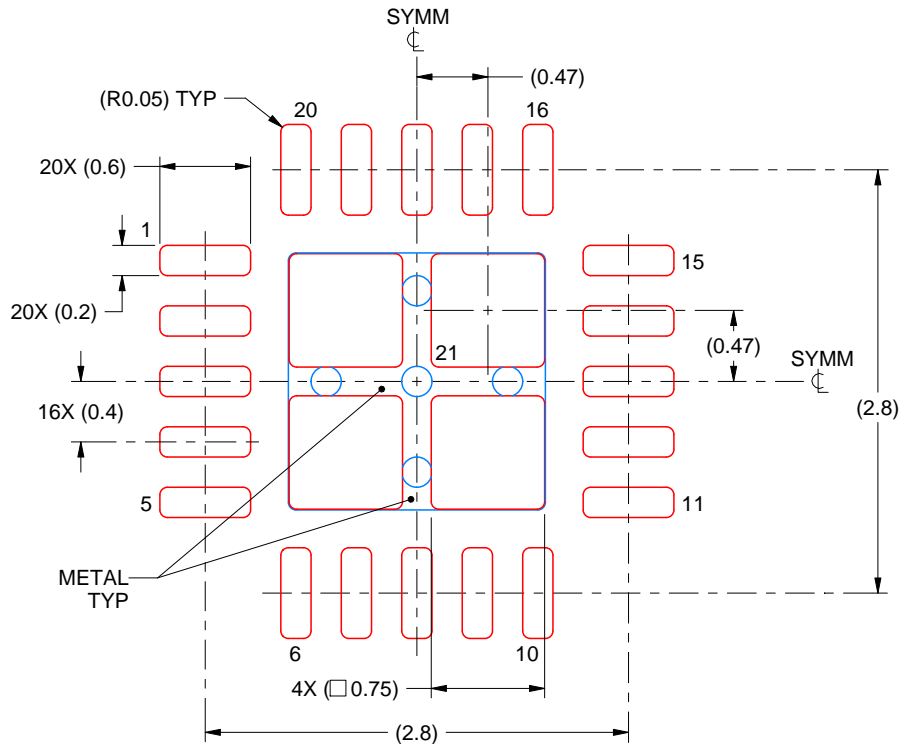 SYMM
℄
(0.47)
(R0.05) TYP
20
16
20X (0.6)
1
15
20X (0.2)
21
(0.47)
SYMM
℄
16X (0.4)
(2.8)
5
11
METAL
TYP
6
10
4X (□ 0.75)
(2.8)